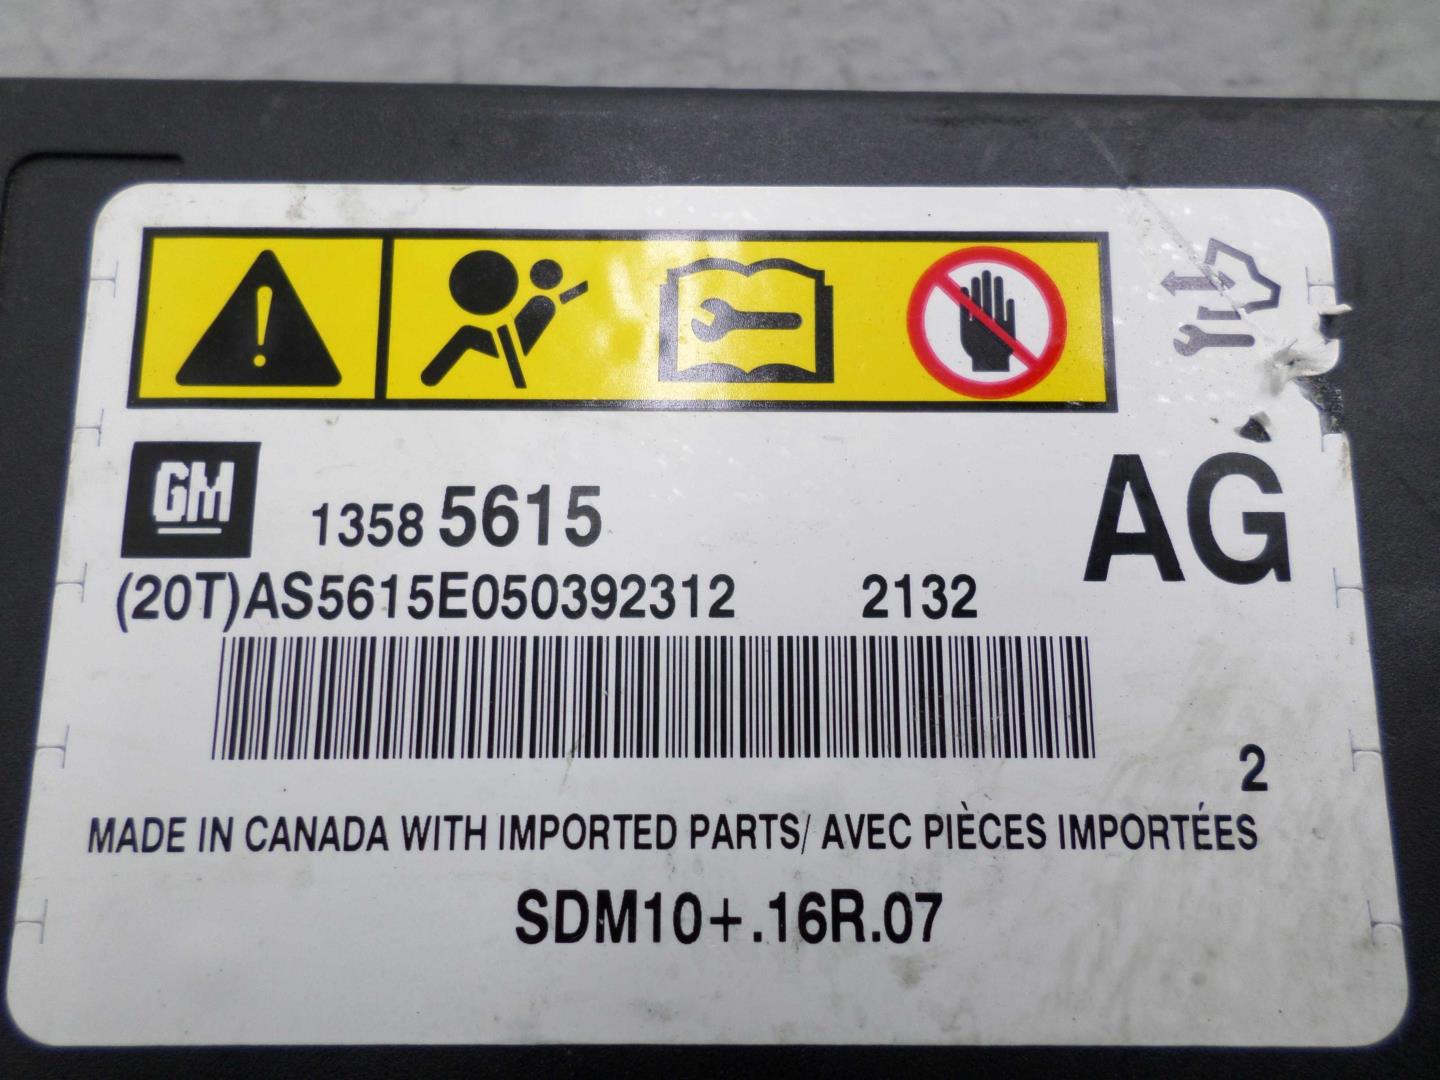 GM
1358 5615
AG
(20T)AS5615E050392312 2132
2
MADE IN CANADA WITH IMPORTED PARTS/ AVEC PIÈCES IMPORTÉES
SDM10+.16R.07